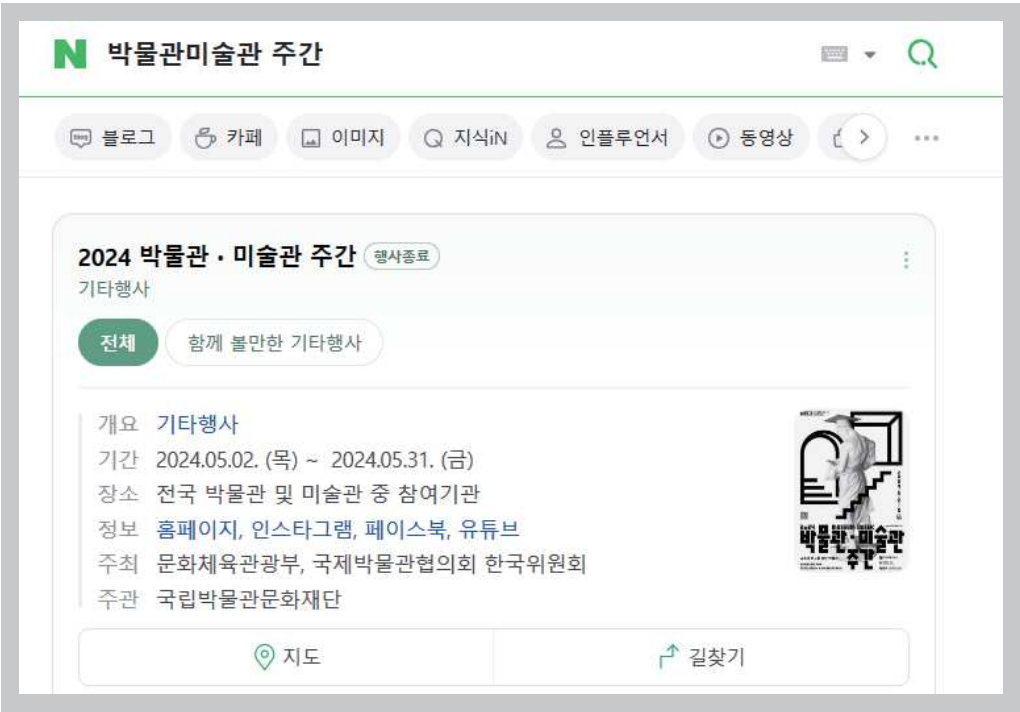 N 박물관미술관 주간
블로그 카페 이미지 지식iN 인플루언서 동영상
2024 박물관 · 미술관 주간 행사종료
기타행사
전체 함께 볼만한 기타행사
개요 기타행사
기간 2024.05.02. (목) ~ 2024.05.31. (금)
장소 전국 박물관 및 미술관 중 참여기관
정보 홈페이지, 인스타그램, 페이스북, 유튜브
주최 문화체육관광부, 국제박물관협의회 한국위원회
주관 국립박물관문화재단
박물관·미술관
주간
지도 길찾기